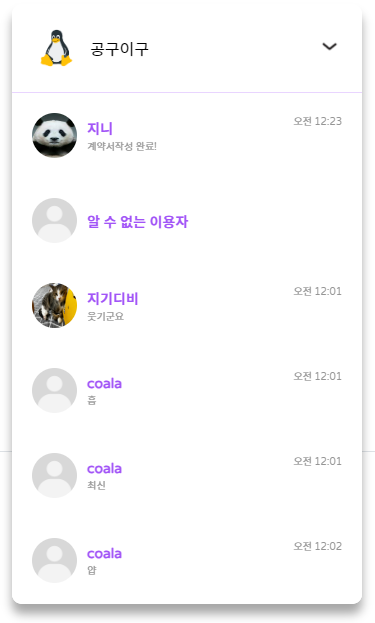 공구이구
지니
오전 12:23
계약서작성 완료!
알 수 없는 이용자
지기디비
오전 12:01
웃기군요
coala
오전 12:01
흡
coala
오전 12:01
최신
coala
오전 12:02
얍